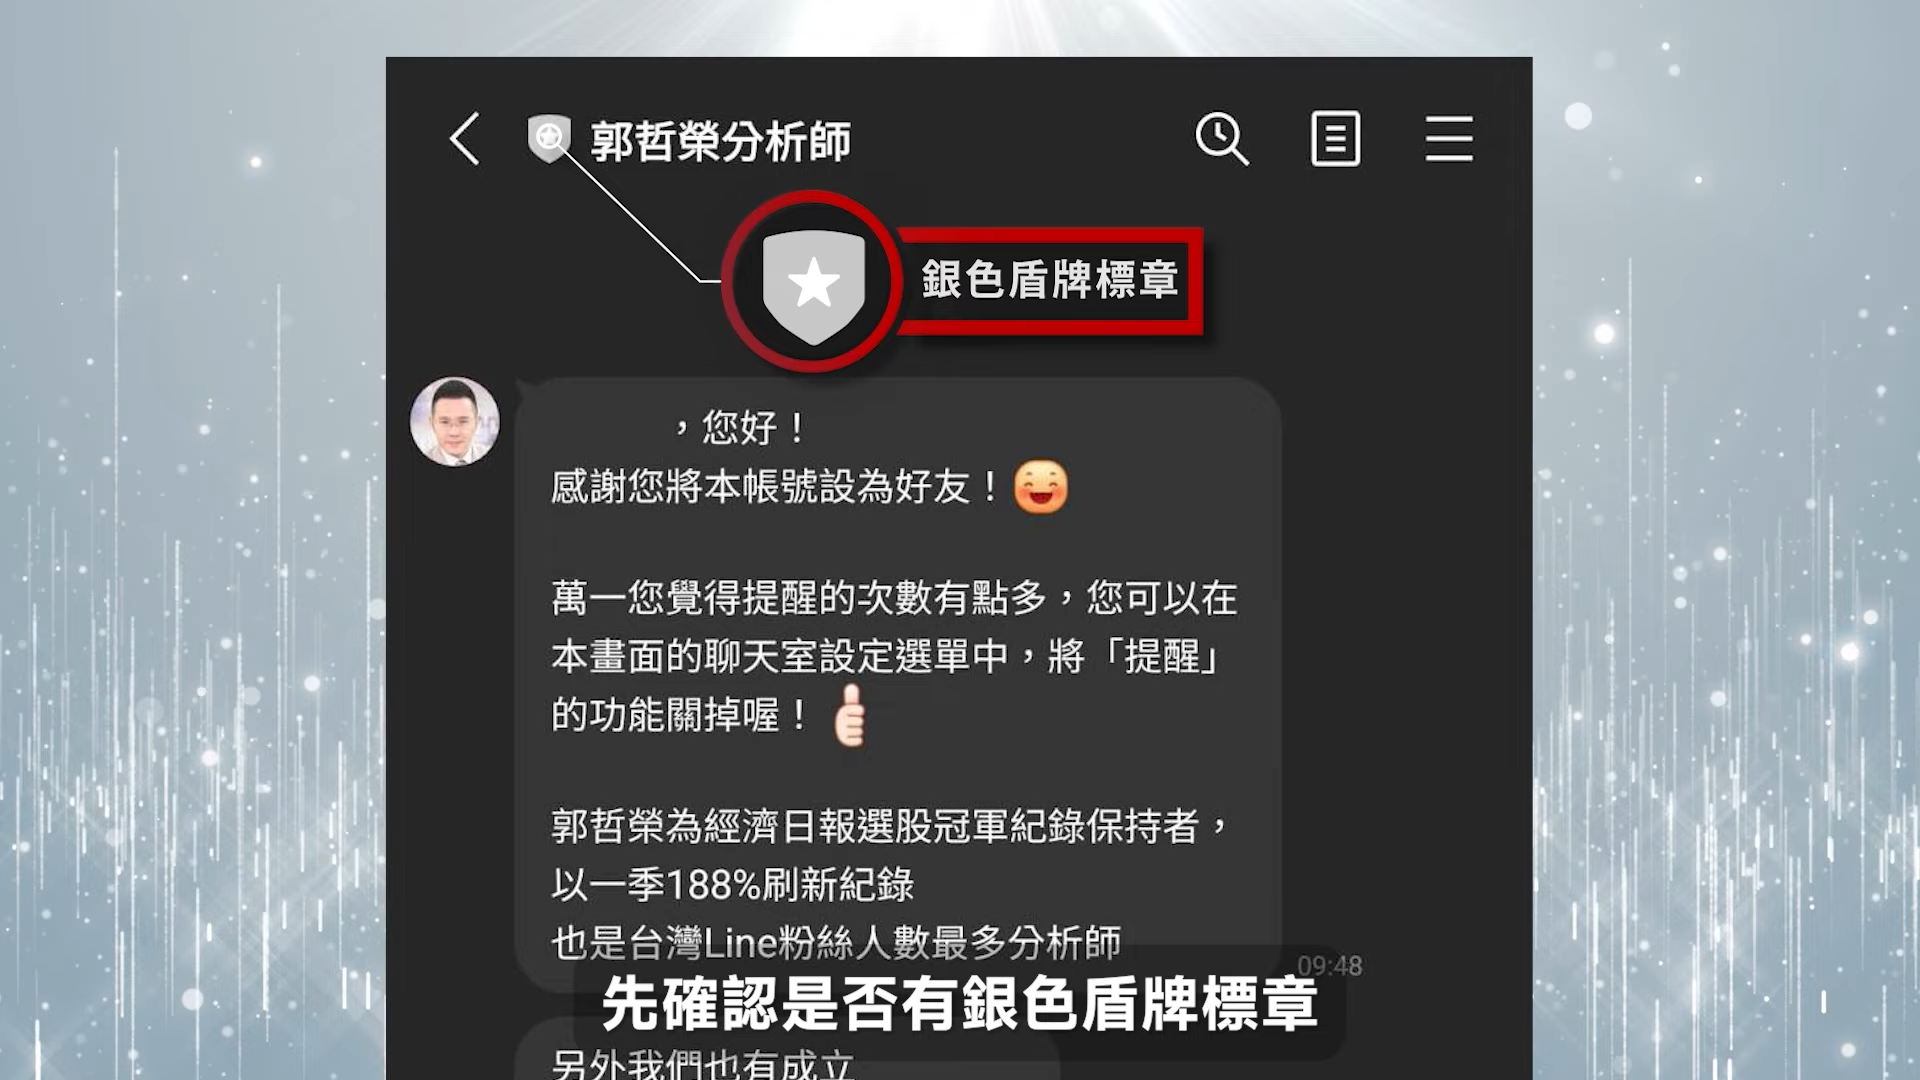 郭哲榮分析師
銀色盾牌標章
，您好！
感謝您將本帳號設為好友！
萬一您覺得提醒的次數有點多，您可以在
本畫面的聊天室設定選單中，將「提醒」
的功能關掉喔！
郭哲榮為經濟日報選股冠軍紀錄保持者，
以一季188%刷新紀錄
也是台灣Line粉絲人數最多分析師
09:48
先確認是否有銀色盾牌標章
另外我們也有成立